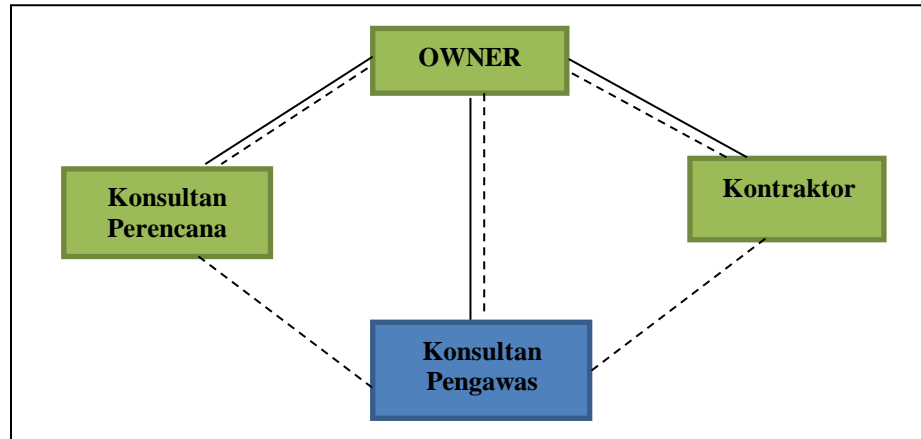 OWNER
Konsultan
Perencana
Kontraktor
Konsultan
Pengawas